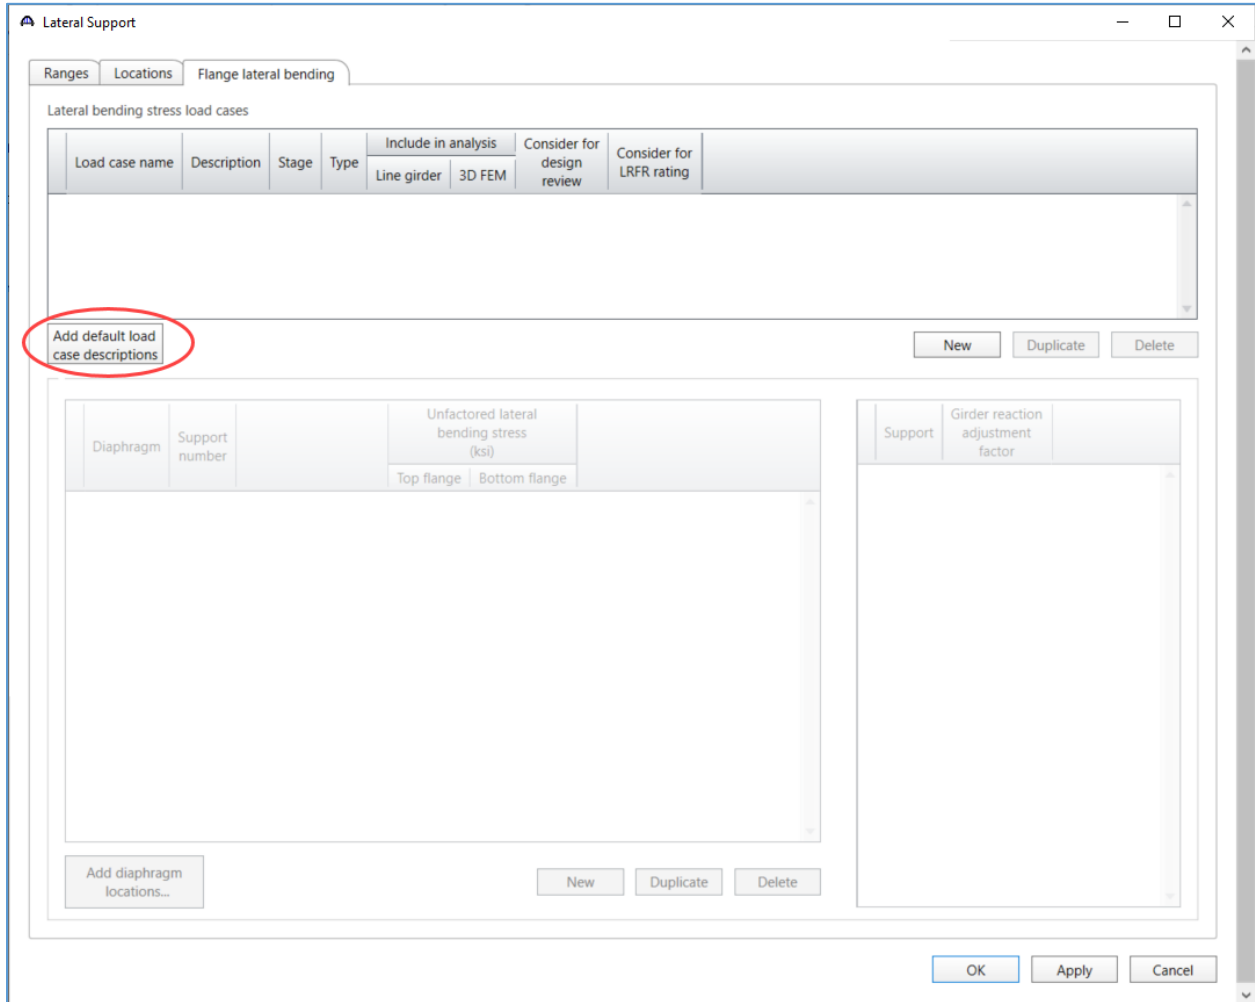 Lateral Support
Ranges
Locations
Flange lateral bending
Lateral bending stress load cases
Load case name
Description
Stage
Type
Include in analysis
Line girder
3D FEM
Consider for
design
review
Consider for
LRFR rating
Add default load
case descriptions
New
Duplicate
Delete
Diaphragm
Support
number
Unfactored lateral
bending stress
(ksi)
Top flange
Bottom flange
Support
Girder reaction
adjustment
factor
Add diaphragm
locations...
New
Duplicate
Delete
OK
Apply
Cancel